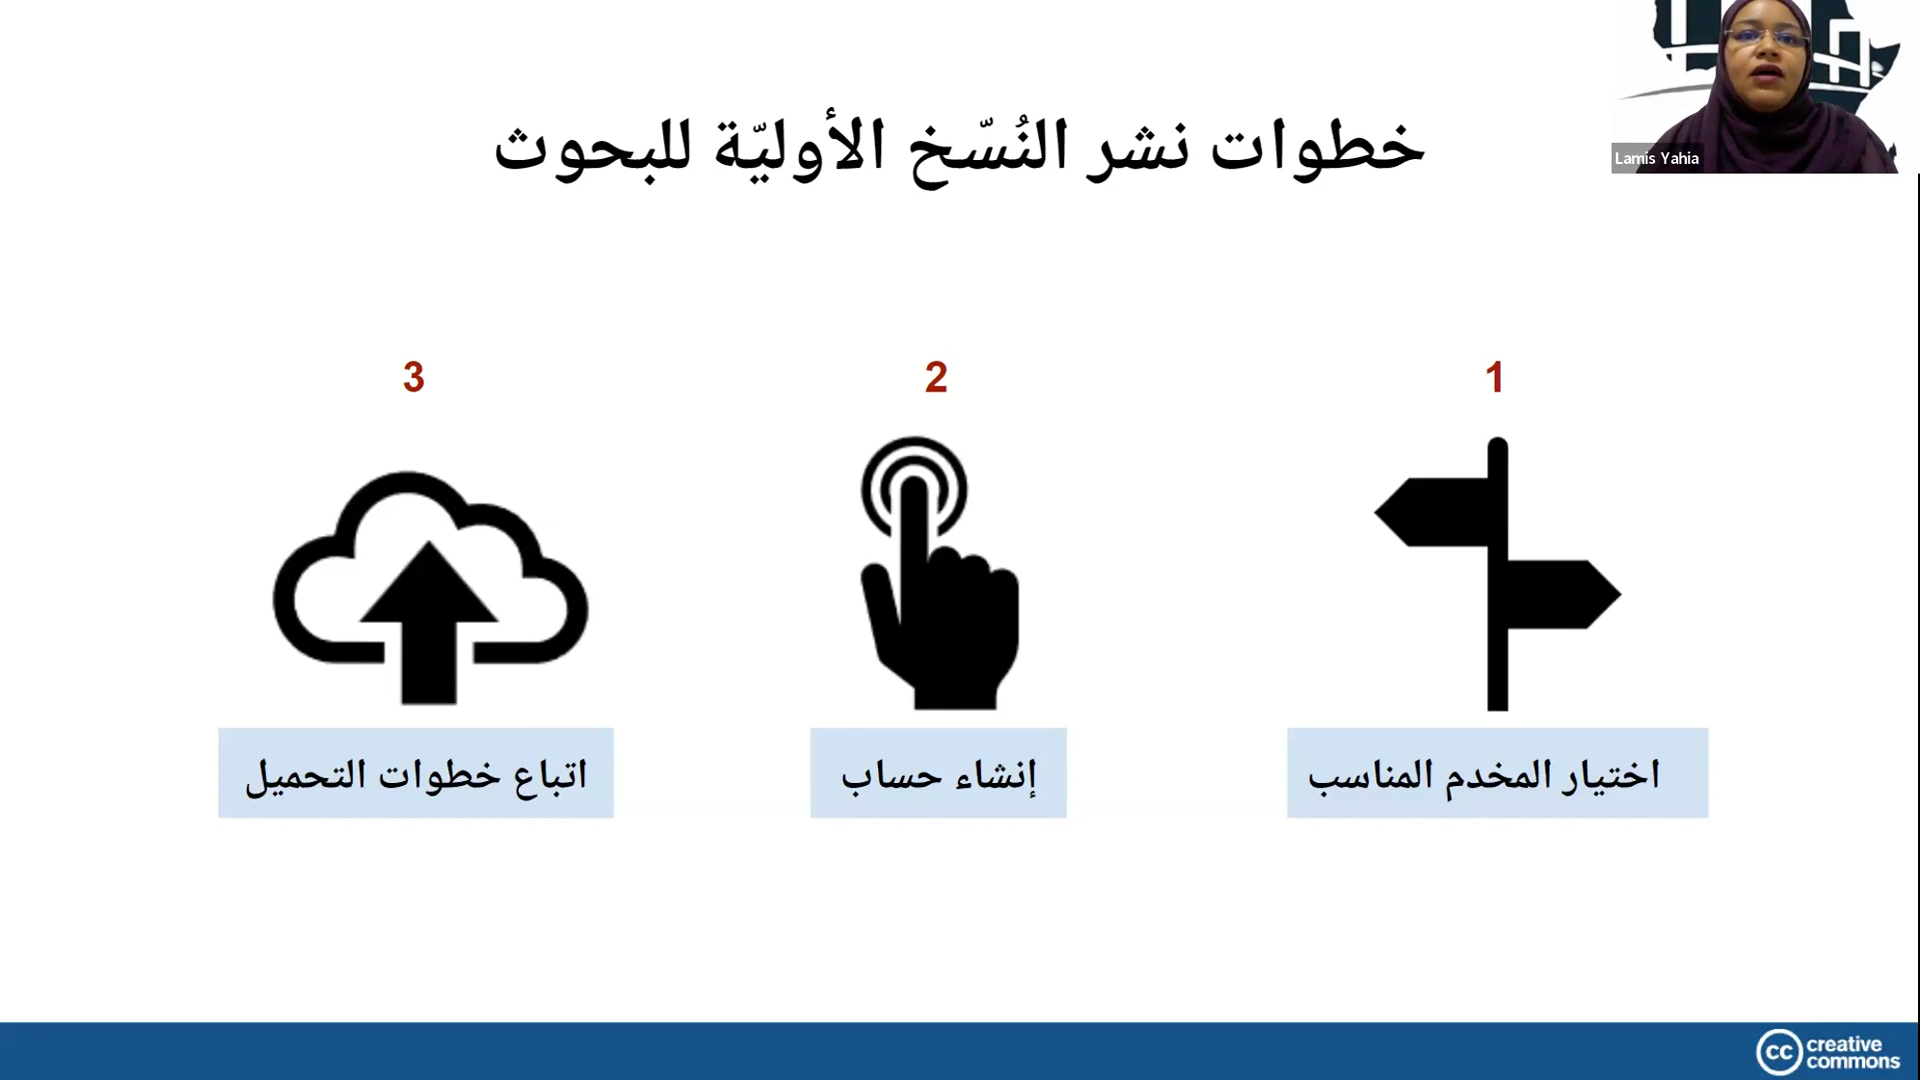 Lamis Yahia
خطوات نشر النُسّخ الأوليّة للبحوث
1
2
3
اختيار المخدم المناسب
إنشاء حساب
اتباع خطوات التحميل
cc creative
commons